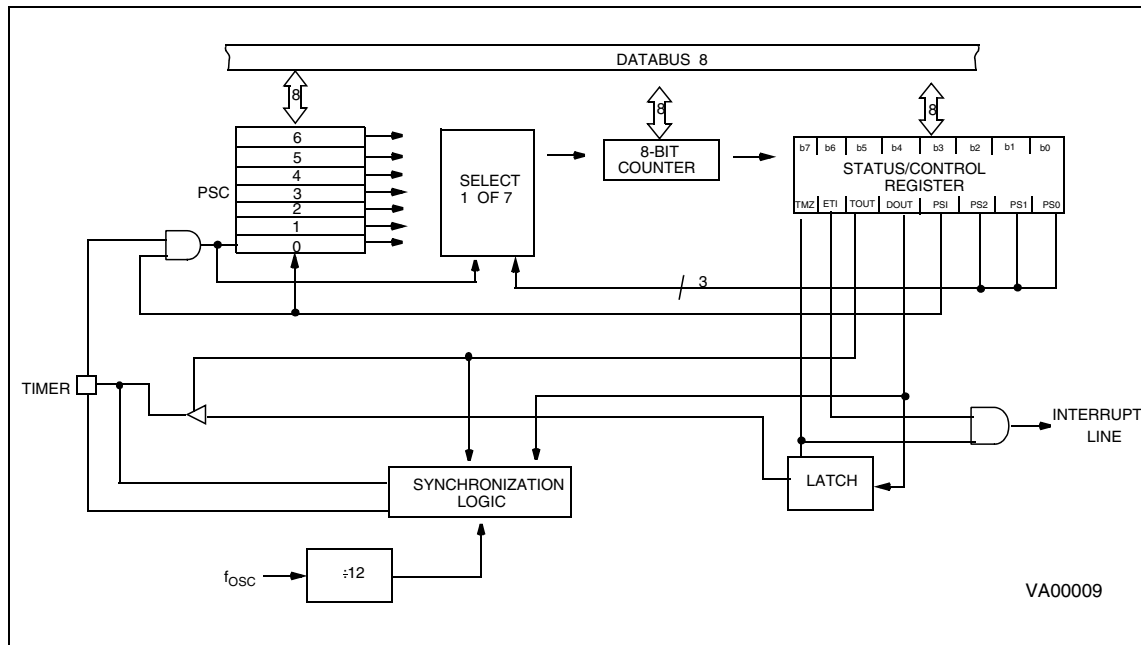 DATABUS 8
8
8
8
6
5
4
3
2
1
0
PSC
SELECT
1 OF 7
8-BIT
COUNTER
b7 b6 b5 b4 b3 b2 b1 b0
STATUS/CONTROL
REGISTER
TMZ ETI TOUT DOUT PSI PS2 PS1 PS0
3
TIMER
SYNCHRONIZATION
LOGIC
LATCH
INTERRUPT
LINE
fOSC
÷12
VA00009